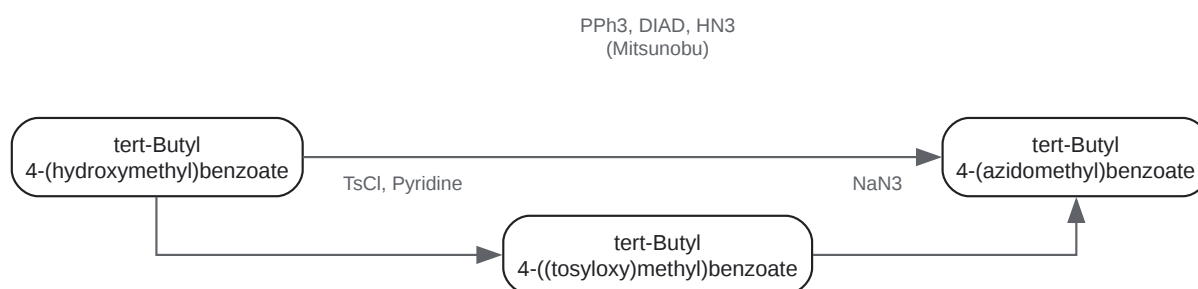 PPh3, DIAD, HN3
(Mitsunobu)
tert-Butyl
4-(hydroxymethyl)benzoate
tert-Butyl
4-(azidomethyl)benzoate
TsCl, Pyridine
NaN3
tert-Butyl
4-((tosyloxy)methyl)benzoate